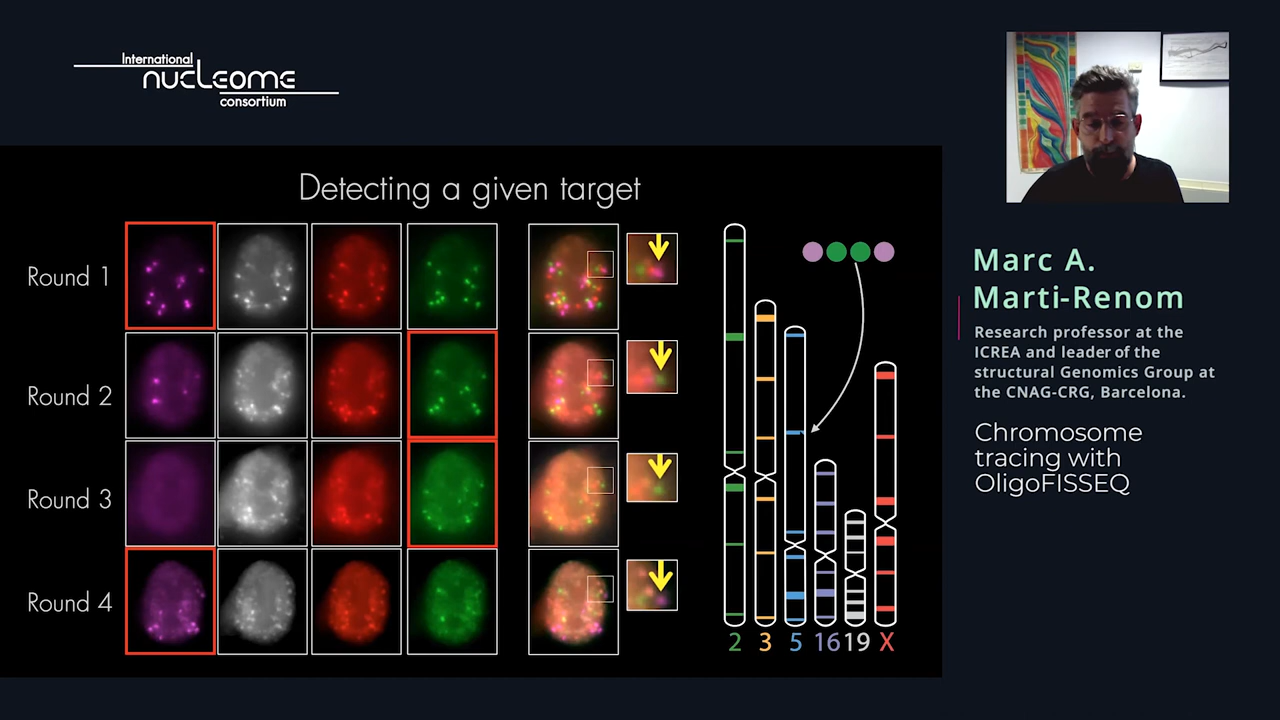 International
nucleome
consortium
Detecting a given target
Round 1
Round 2
Round 3
Round 4
2 3 5 16 19 X
Marc A.
Marti-Renom
Research professor at the
ICREA and leader of the
structural Genomics Group at
the CNAG-CRG, Barcelona.
Chromosome
tracing with
OligoFISSEQ